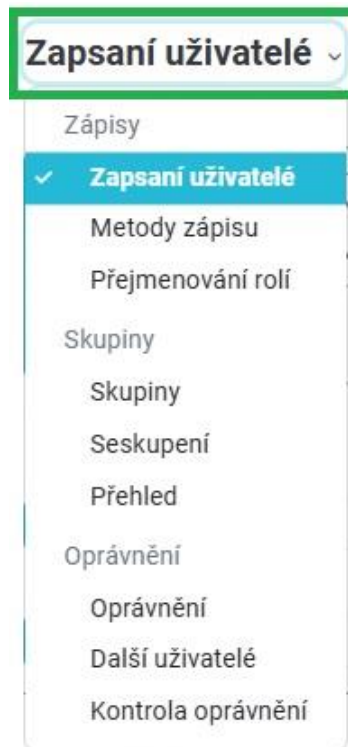 Zapsaní uživatelé
Zápisy
Zapsaní uživatelé
Metody zápisu
Přejmenování rolí
Skupiny
Skupiny
Seskupení
Přehled
Oprávnění
Oprávnění
Další uživatelé
Kontrola oprávnění